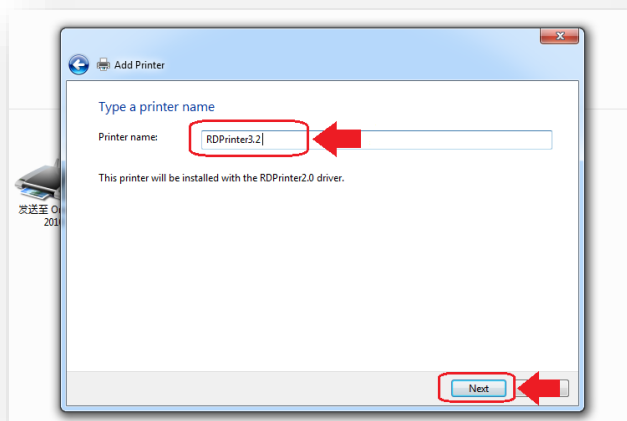 Add Printer
Type a printer name
Printer name:
RDPrinter3.2
This printer will be installed with the RDPrinter2.0 driver.
发送至
201
Next